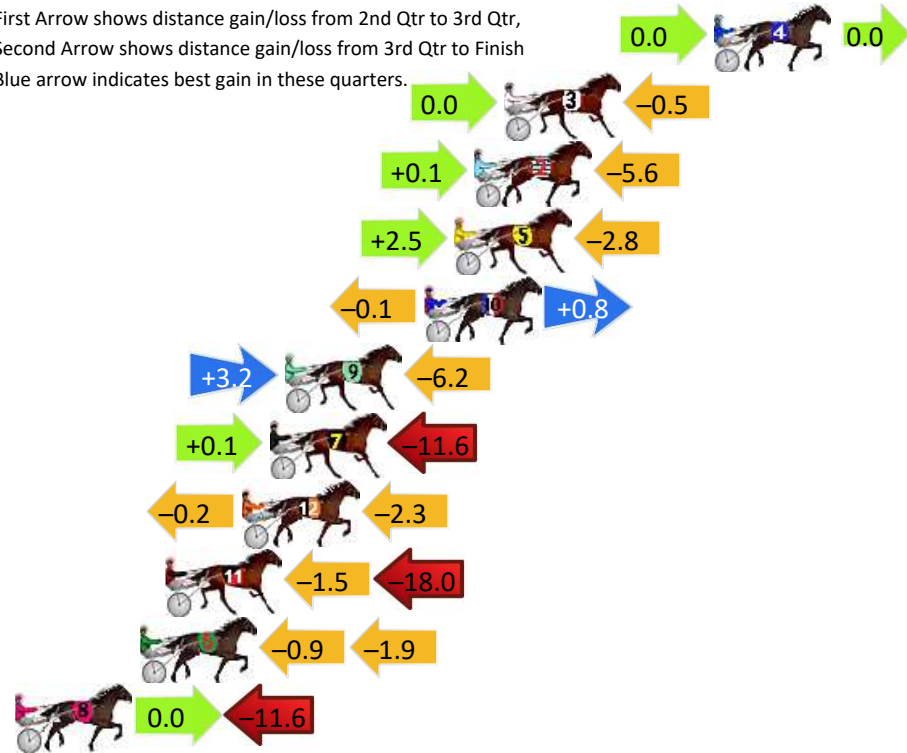 First Arrow shows distance gain/loss from 2nd Qtr to 3rd Qtr,
Second Arrow shows distance gain/loss from 3rd Qtr to Finish
Blue arrow indicates best gain in these quarters.
0.0 4 0.0
0.0 3 –0.5
+0.1 –5.6
+2.5 5 –2.8
–0.1 10 +0.8
+3.2 9 –6.2
+0.1 7 –11.6
–0.2 12 –2.3
11 –1.5 –18.0
–0.9 –1.9
8 0.0 –11.6